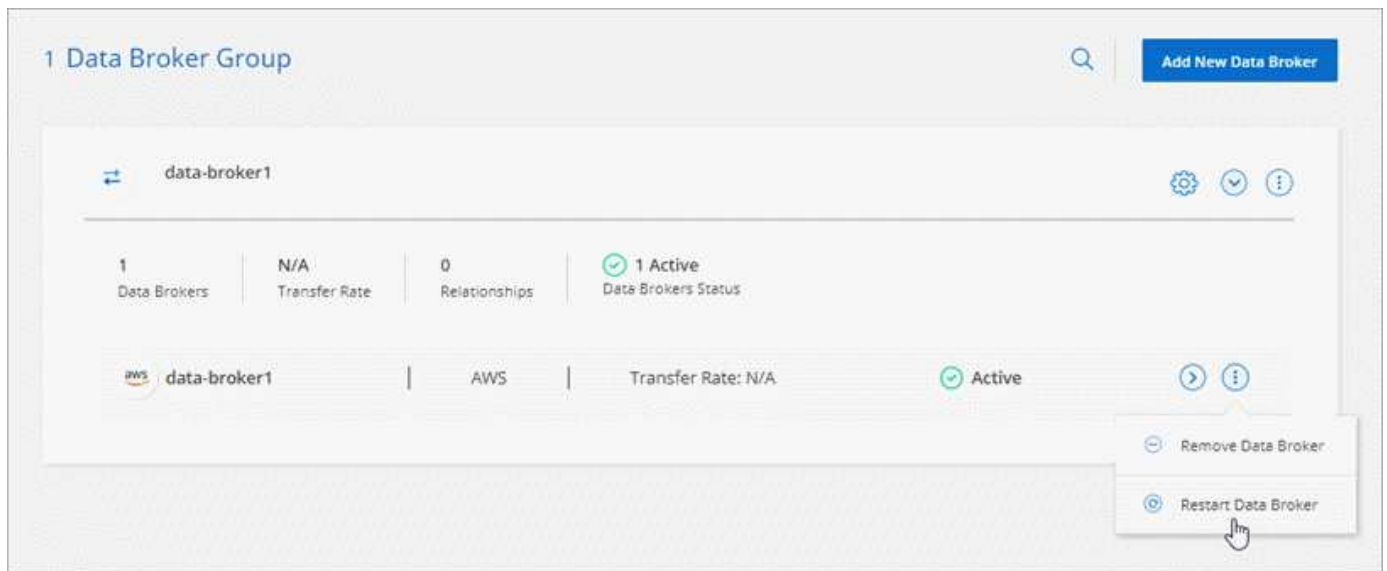 1 Data Broker Group
Add New Data Broker
data-broker1
1 N/A 0 1 Active
Data Brokers Transfer Rate Relationships Data Brokers Status
aws data-broker1 | AWS | Transfer Rate: N/A Active
Remove Data Broker
Restart Data Broker